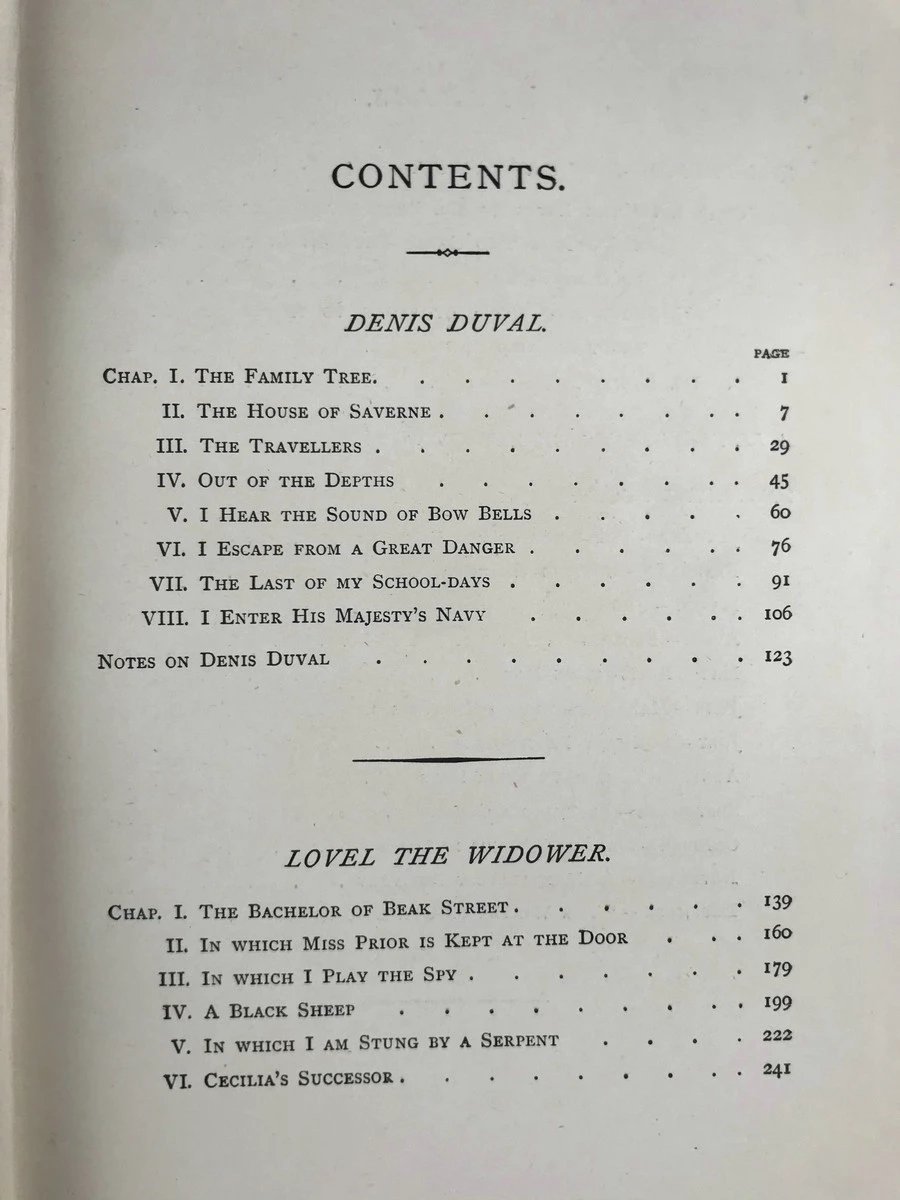 CONTENTS.
DENIS DUVAL.
PAGE
CHAP. I. THE FAMILY TREE. . . . . . . . . 1
II. THE HOUSE OF SAVERNE . . . . . . . . 7
III. THE TRAVELLERS . . . . . . . . . 29
IV. OUT OF THE DEPTHS . . . . . . . 45
V. I HEAR THE SOUND OF BOW BELLS . . . . . 60
VI. I ESCAPE FROM A GREAT DANGER . . . . . . 76
VII. THE LAST OF MY SCHOOL-DAYS . . . . . . 91
VIII. I ENTER HIS MAJESTY'S NAVY . . . . . . 106
NOTES ON DENIS DUVAL . . . . . . . . . 123
LOVEL THE WIDOWER.
CHAP. I. THE BACHELOR OF BEAK STREET . . . . . . 139
II. IN WHICH MISS PRIOR IS KEPT AT THE DOOR . . . 160
III. IN WHICH I PLAY THE SPY . . . . . . . 179
IV. A BLACK SHEEP . . . . . . . . . 199
V. IN WHICH I AM STUNG BY A SERPENT . . . . 222
VI. CECILIA'S SUCCESSOR . . . . . . . . . 241